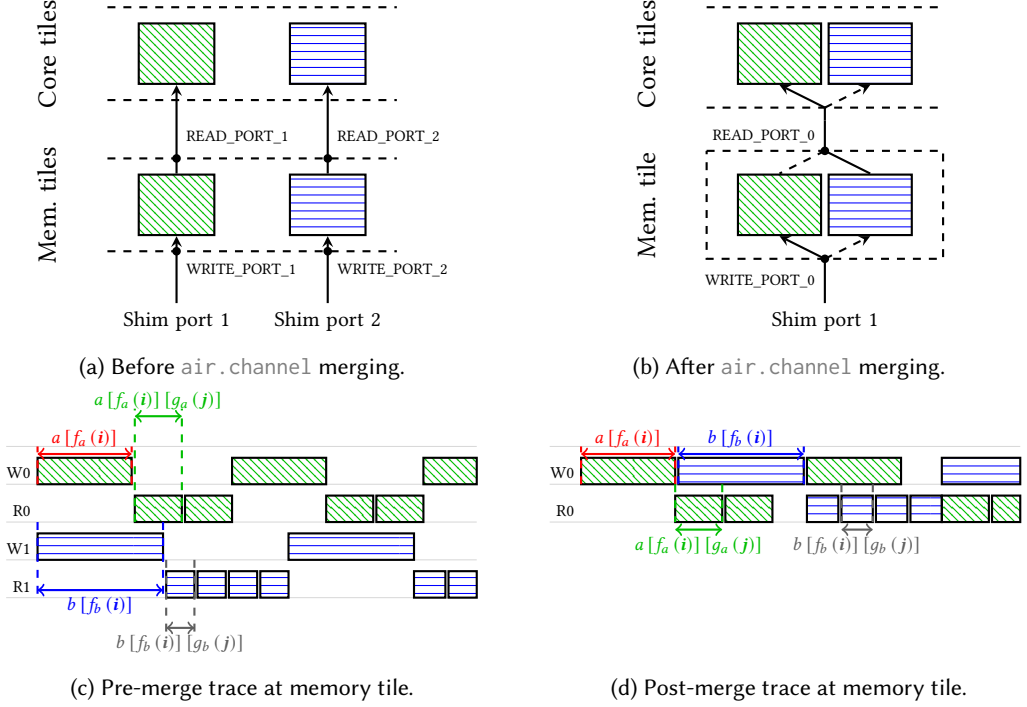 Core tiles
READ_PORT_1
READ_PORT_2
Mem. tiles
WRITE_PORT_1
WRITE_PORT_2
Shim port 1
Shim port 2
(a) Before air.channel merging.
Core tiles
READ_PORT_0
Mem. tile
WRITE_PORT_0
Shim port 1
(b) After air.channel merging.
a [f_a (i)] [g_a (j)]
a [f_a (i)]
W0
R0
W1
R1
b [f_b (i)]
b [f_b (i)] [g_b (j)]
(c) Pre-merge trace at memory tile.
a [f_a (i)]
b [f_b (i)]
W0
R0
a [f_a (i)] [g_a (j)]
b [f_b (i)] [g_b (j)]
(d) Post-merge trace at memory tile.